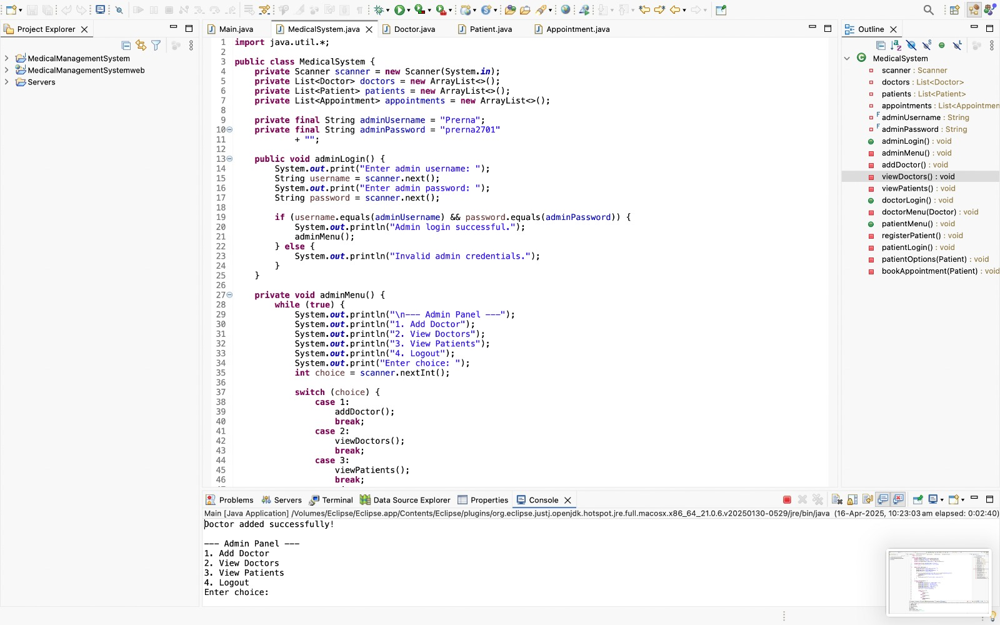 Project Explorer
MedicalManagementSystem
MedicalManagementSystemweb
Servers
Main.java
MedicalSystem.java
Doctor.java
Patient.java
Appointment.java
1 import java.util.*;
2
3 public class MedicalSystem {
4 private Scanner scanner = new Scanner(System.in);
5 private List<Doctor> doctors = new ArrayList<>();
6 private List<Patient> patients = new ArrayList<>();
7 private List<Appointment> appointments = new ArrayList<>();
8
9 private final String adminUsername = "Prerna";
10 private final String adminPassword = "prerna2701"
11 + "";
12
13 public void adminLogin() {
14 System.out.print("Enter admin username: ");
15 String username = scanner.next();
16 System.out.print("Enter admin password: ");
17 String password = scanner.next();
18
19 if (username.equals(adminUsername) && password.equals(adminPassword)) {
20 System.out.println("Admin login successful.");
21 adminMenu();
22 } else {
23 System.out.println("Invalid admin credentials.");
24 }
25 }
26
27 private void adminMenu() {
28 while (true) {
29 System.out.println("\n--- Admin Panel ---");
30 System.out.println("1. Add Doctor");
31 System.out.println("2. View Doctors");
32 System.out.println("3. View Patients");
33 System.out.println("4. Logout");
34 System.out.print("Enter choice: ");
35 int choice = scanner.nextInt();
36
37 switch (choice) {
38 case 1:
39 addDoctor();
40 break;
41 case 2:
42 viewDoctors();
43 break;
44 case 3:
45 viewPatients();
46 break;
Outline
MedicalSystem
scanner : Scanner
doctors : List<Doctor>
patients : List<Patient>
appointments : List<Appointmen
adminUsername : String
adminPassword : String
adminLogin() : void
adminMenu() : void
addDoctor() : void
viewDoctors() : void
viewPatients() : void
doctorLogin() : void
doctorMenu(Doctor) : void
patientMenu() : void
registerPatient() : void
patientLogin() : void
patientOptions(Patient) : void
bookAppointment(Patient) : void
Problems
Servers
Terminal
Data Source Explorer
Properties
Console
Main [Java Application] /Volumes/Eclipse/Eclipse.app/Contents/Eclipse/plugins/org.eclipse.justj.openjdk.hotspot.jre.full.macosx.x86_64_21.0.6.v20250130-0529/jre/bin/java (16-Apr-2025, 10:23:03 am elapsed: 0:02:40)
Doctor added successfully!
--- Admin Panel ---
1. Add Doctor
2. View Doctors
3. View Patients
4. Logout
Enter choice: